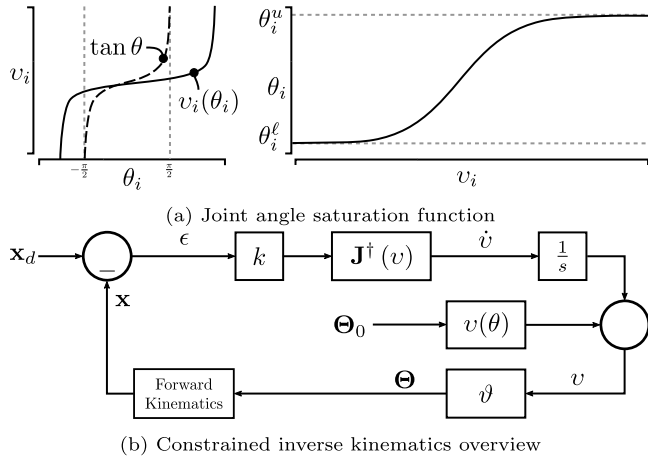 tan θ
υᵢ
υᵢ(θᵢ)
-π/2
π/2
θᵢ
θᵢᵘ
θᵢ
θᵢˡ
υᵢ
(a) Joint angle saturation function
x_d
−
ϵ
k
J† (υ)
υ̇
1/s
x
Θ₀
υ(θ)
Forward
Kinematics
Θ
ϑ
υ
(b) Constrained inverse kinematics overview